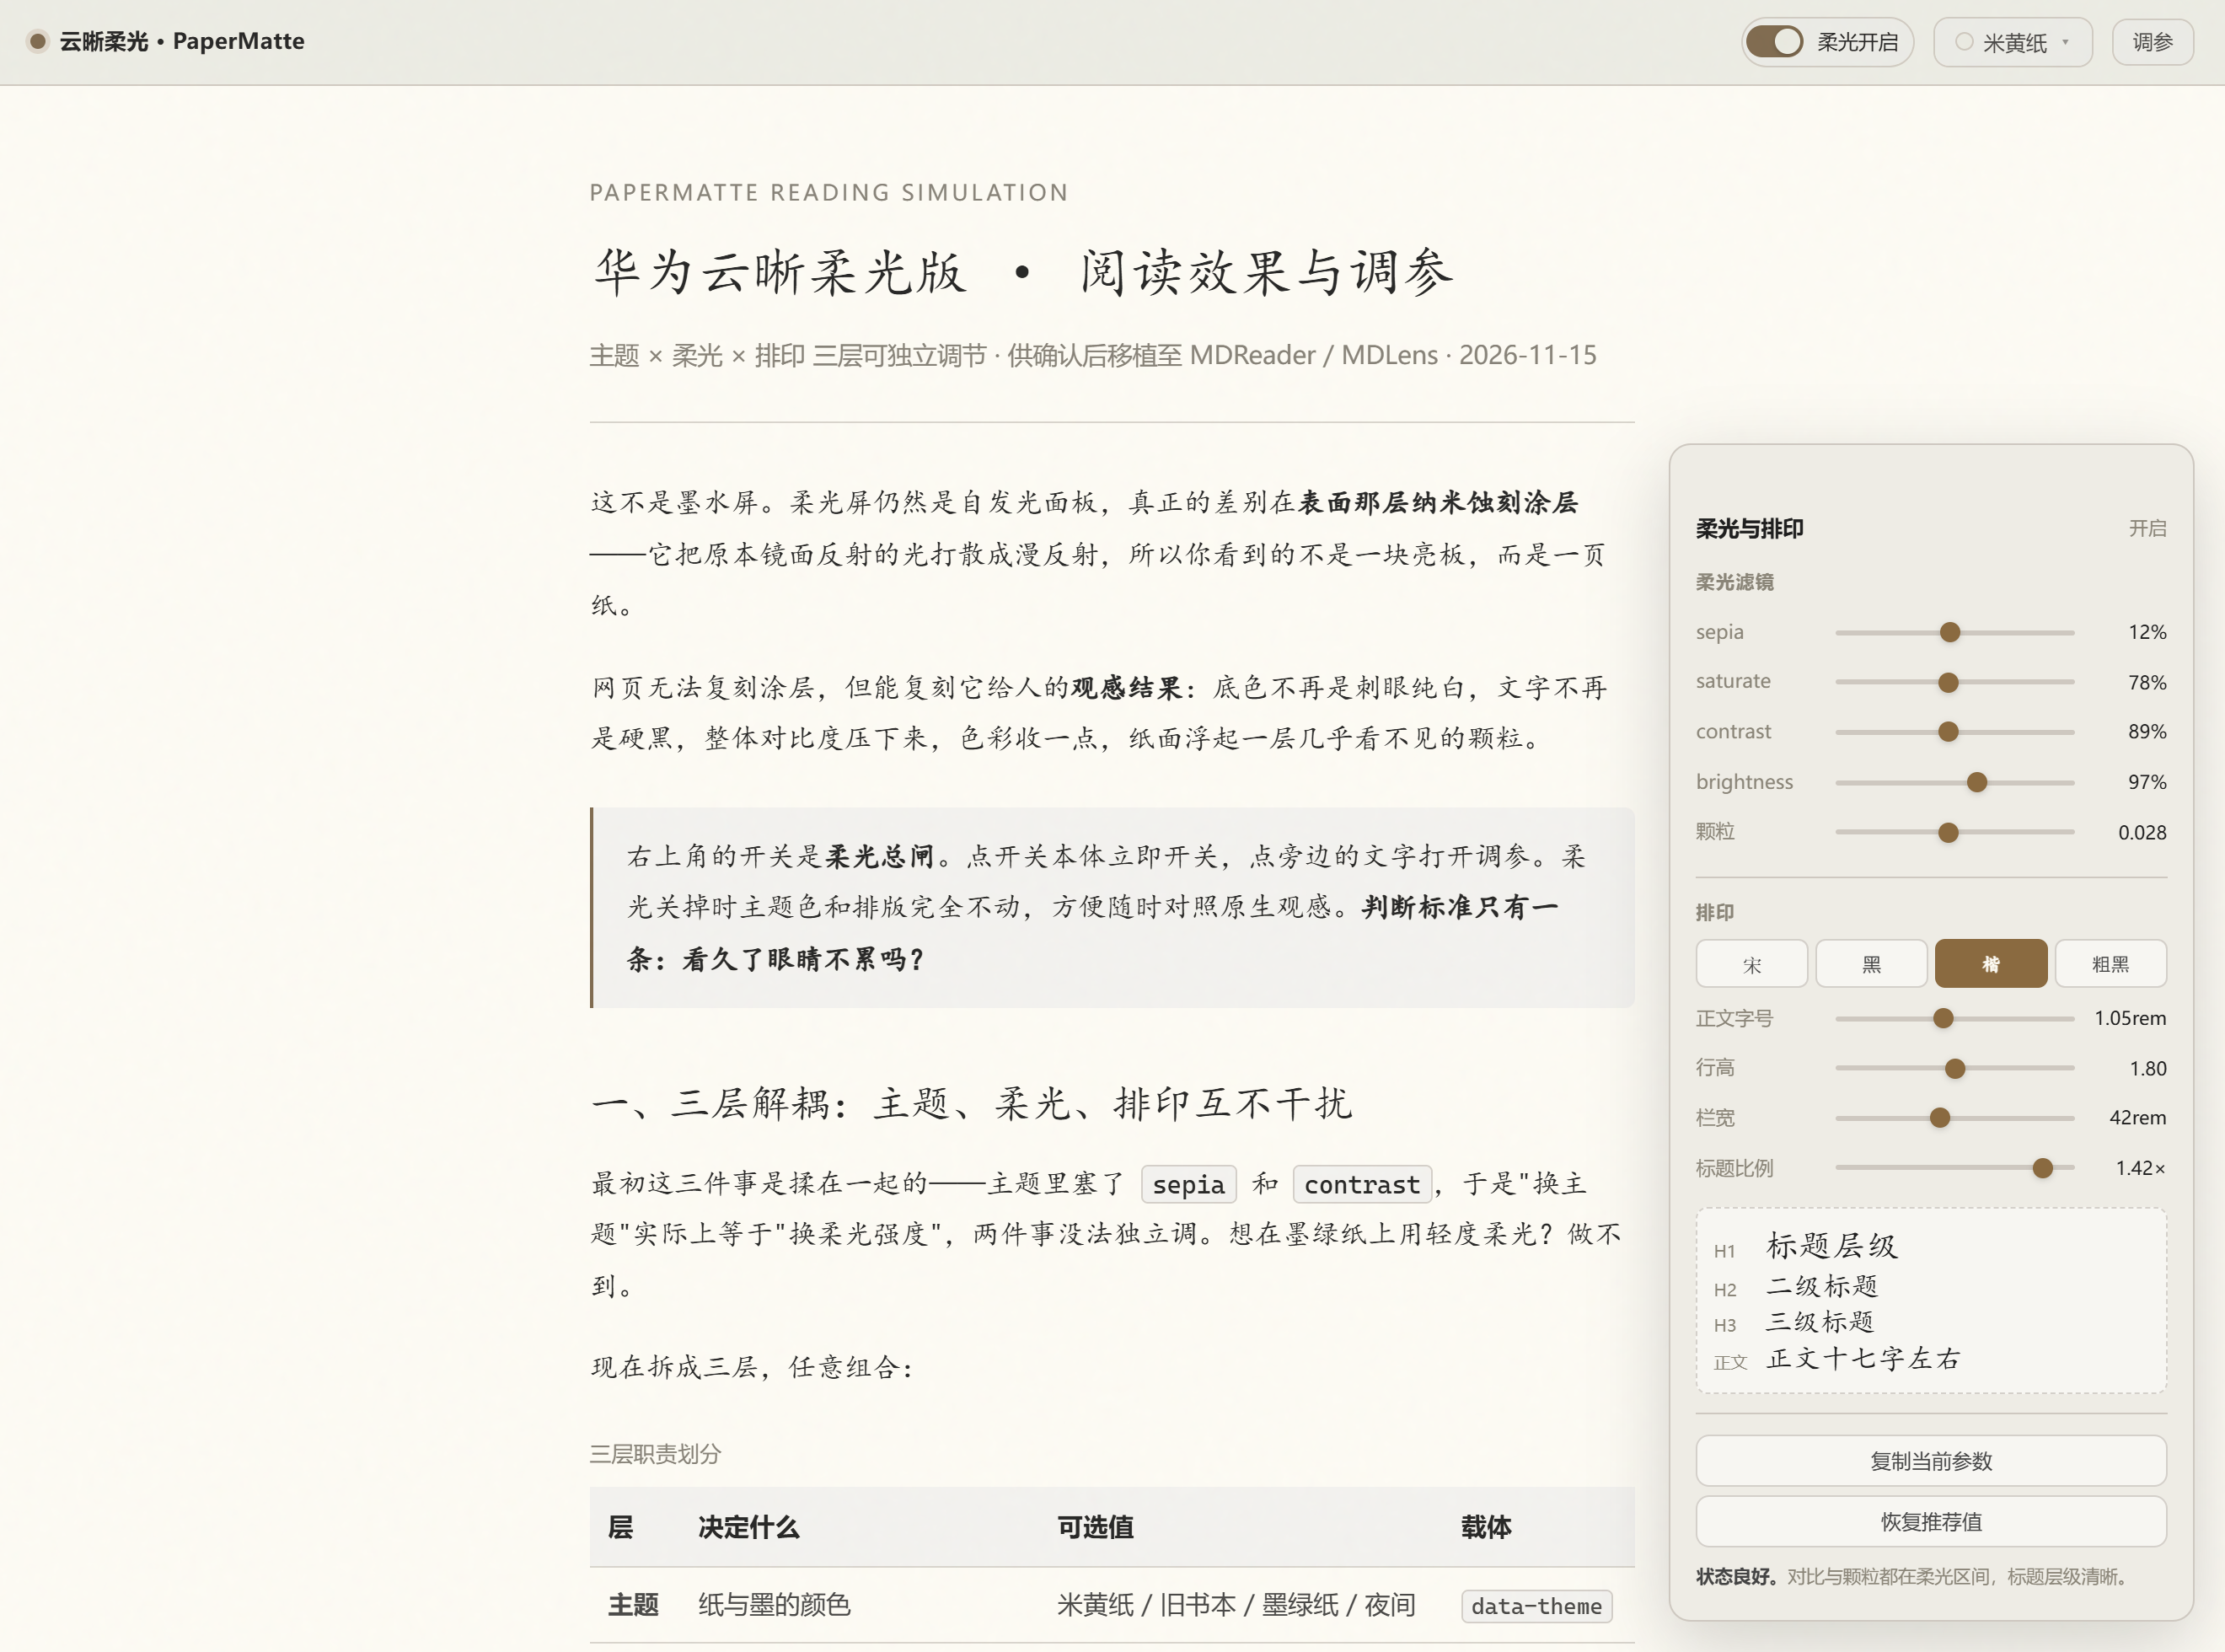 云晰柔光 • PaperMatte
柔光开启
米黄纸
调参
PAPERMATTE READING SIMULATION
华为云晰柔光版 • 阅读效果与调参
主题 × 柔光 × 排印 三层可独立调节 · 供确认后移植至 MDReader / MDLens · 2026-11-15
这不是墨水屏。柔光屏仍然是自发光面板，真正的差别在表面那层纳米蚀刻涂层
——它把原本镜面反射的光打散成漫反射，所以你看到的不是一块亮板，而是一页
纸。
网页无法复刻涂层，但能复刻它给人的观感结果：底色不再是刺眼纯白，文字不再
是硬黑，整体对比度压下来，色彩收一点，纸面浮起一层几乎看不见的颗粒。
右上角的开关是柔光总闸。点开关本体立即开关，点旁边的文字打开调参。柔
光关掉时主题色和排版完全不动，方便随时对照原生观感。判断标准只有一
条：看久了眼睛不累吗？
一、三层解耦：主题、柔光、排印互不干扰
最初这三件事是揉在一起的——主题里塞了 sepia 和 contrast，于是"换主
题"实际上等于"换柔光强度"，两件事没法独立调。想在墨绿纸上用轻度柔光？做不
到。
现在拆成三层，任意组合：
三层职责划分
层 决定什么 可选值 载体
主题 纸与墨的颜色 米黄纸 / 旧书本 / 墨绿纸 / 夜间 data-theme
柔光与排印 开启
柔光滤镜
sepia 12%
saturate 78%
contrast 89%
brightness 97%
颗粒 0.028
排印
宋 黑 楷 粗黑
正文字号 1.05rem
行高 1.80
栏宽 42rem
标题比例 1.42×
H1 标题层级
H2 二级标题
H3 三级标题
正文 正文十七字左右
复制当前参数
恢复推荐值
状态良好。对比与颗粒都在柔光区间，标题层级清晰。